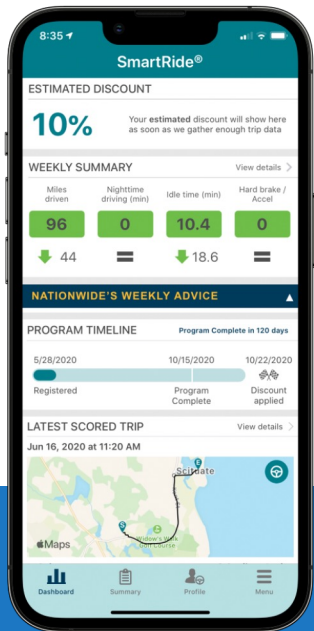 8:35
SmartRide®
ESTIMATED DISCOUNT
10%
Your estimated discount will show here
as soon as we gather enough trip data
WEEKLY SUMMARY
View details >
Miles
driven
Nighttime
driving (min)
Idle time (min)
Hard brake /
Accel
96
0
10.4
0
44
18.6
NATIONWIDE'S WEEKLY ADVICE
PROGRAM TIMELINE
Program Complete in 120 days
5/28/2020
10/15/2020
10/22/2020
Registered
Program
Complete
Discount
applied
LATEST SCORED TRIP
View details >
Jun 16, 2020 at 11:20 AM
E
Scituate
S
Widow's Walk
Golf Course
Maps
Dashboard
Summary
Profile
Menu